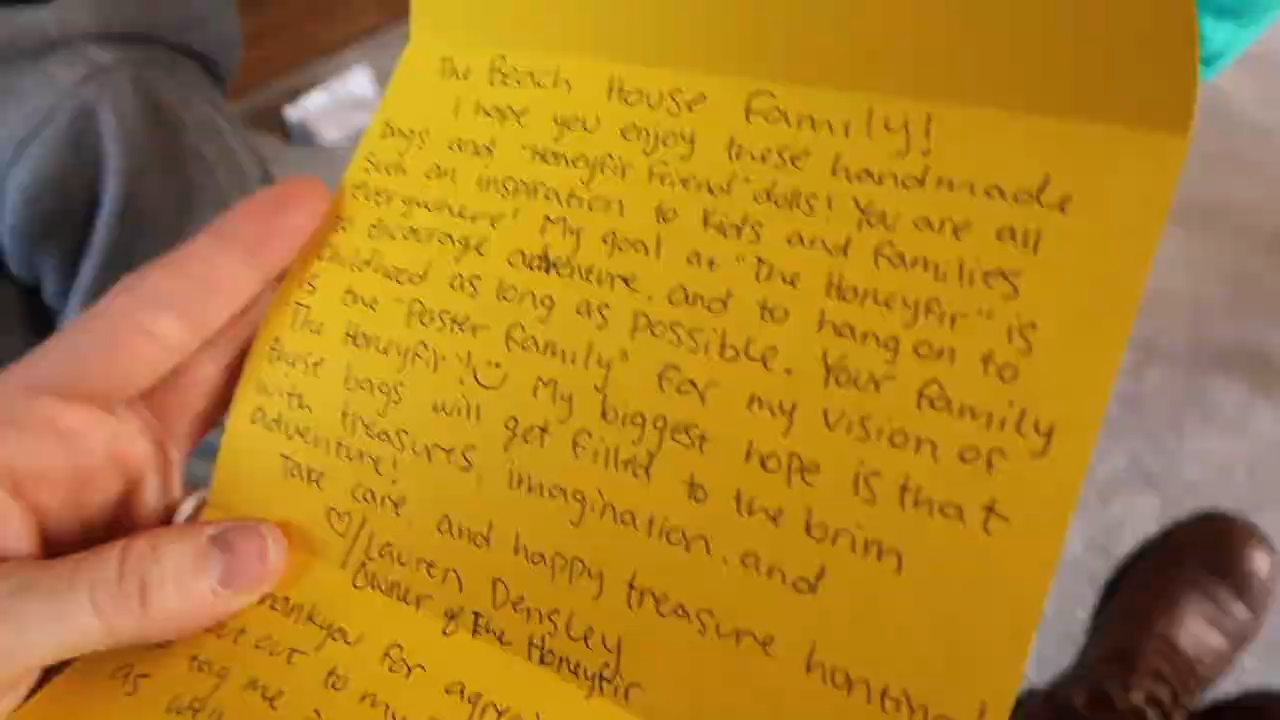 The Beach House Family!
I hope you enjoy these handmade
bags and "Honeyfir Friend" dolls! You are all
such an inspiration to kids and families
everywhere! My goal at "The Honeyfir" is
to encourage adventure, and to hang on to
childhood as long as possible. Your family
is the "Poster Family" for my vision of
The Honeyfir! My biggest hope is that
these bags will get filled to the brim
with treasures, imagination, and
adventure!
Take care, and happy treasure hunting!
♡/Lauren Densley
Owner of The Honeyfir
Thankyou for
out to my
tag me
as well